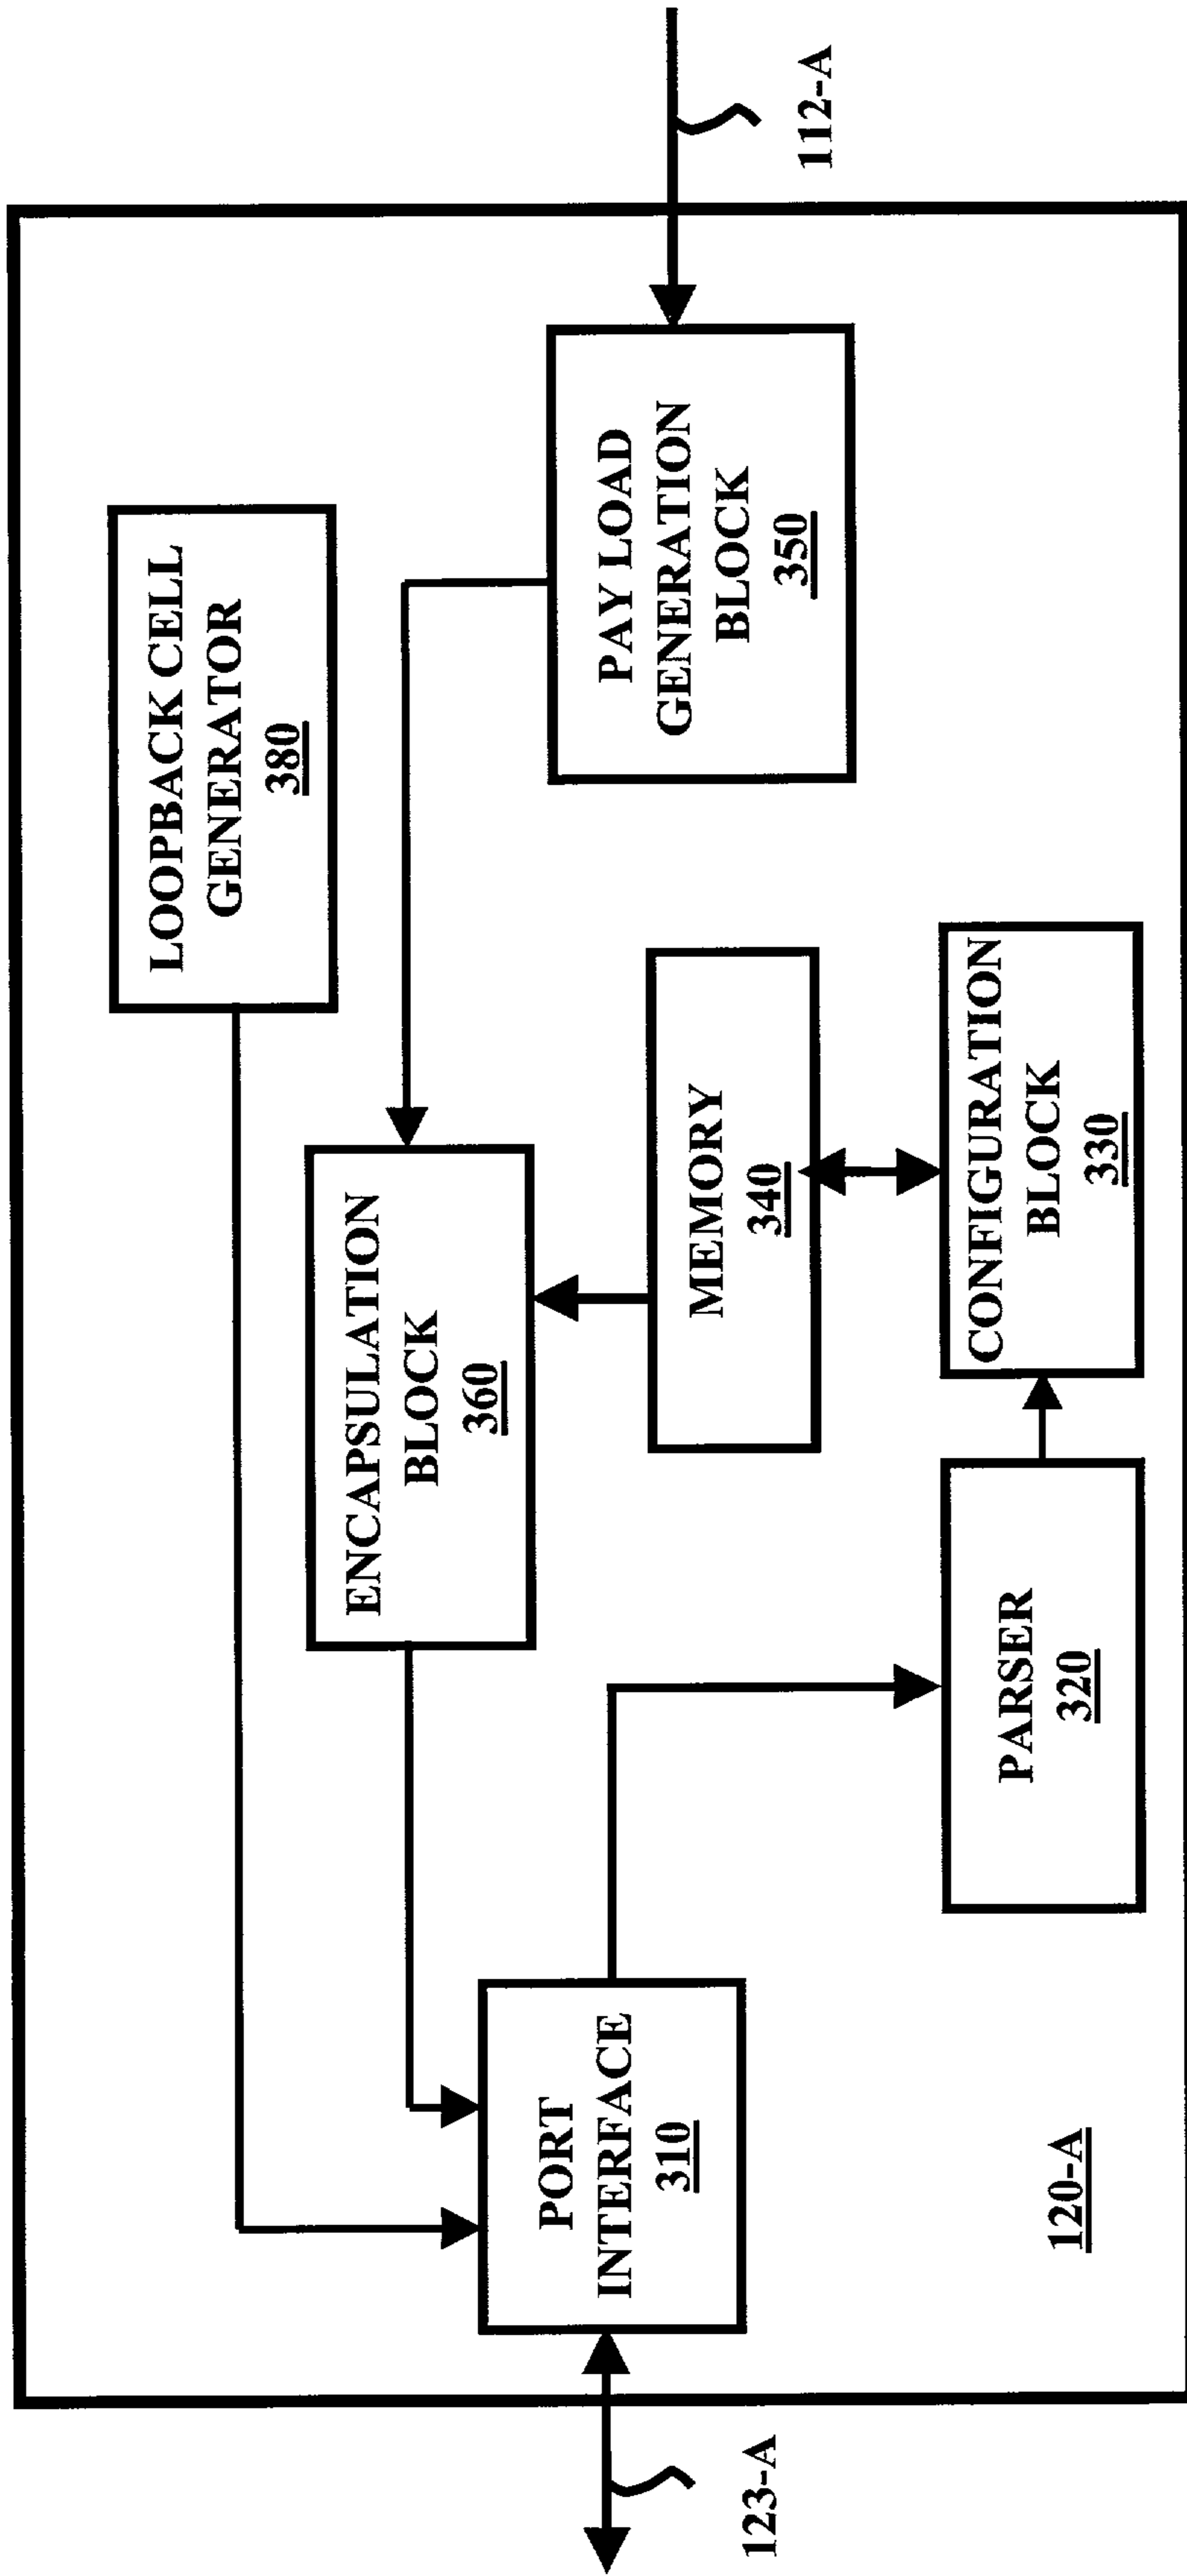 LOOPBACK CELL
GENERATOR
380
ENCAPSULATION
BLOCK
360
PAY LOAD
GENERATION
BLOCK
350
112-A
PORT
INTERFACE
310
MEMORY
340
123-A
PARSER
320
CONFIGURATION
BLOCK
330
120-A